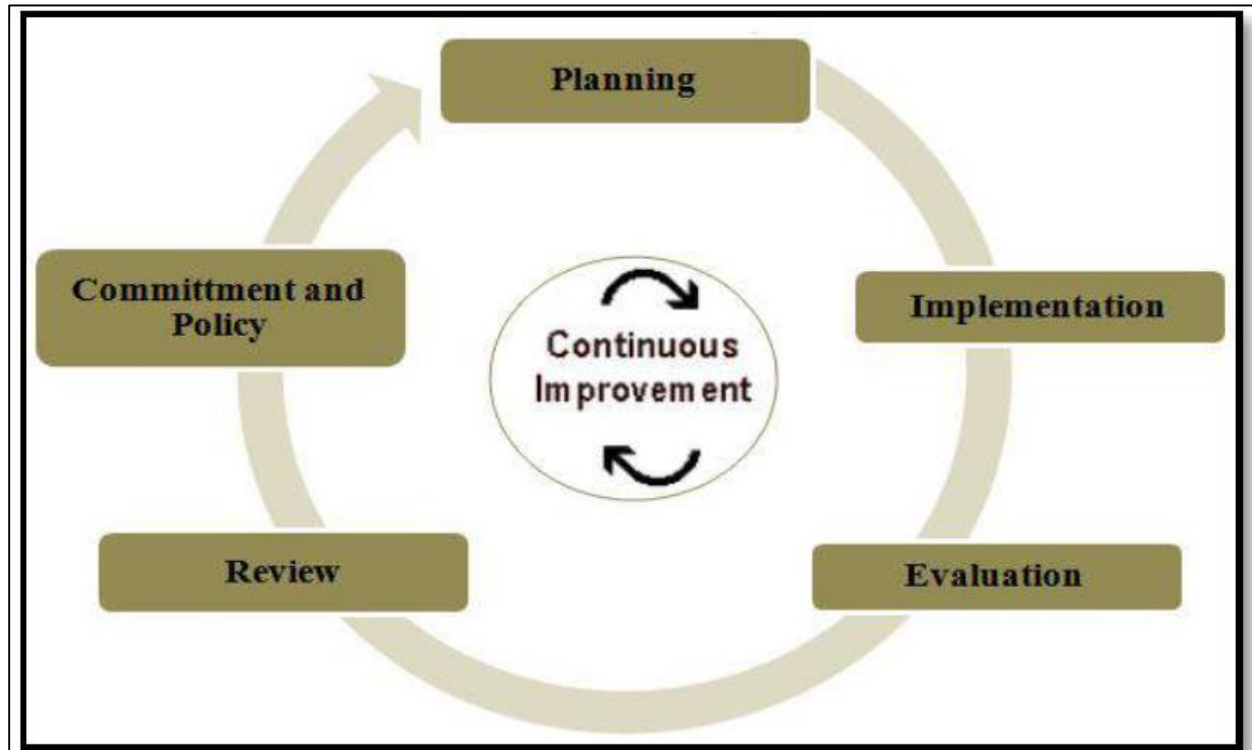 Planning
Implementation
Evaluation
Review
Committment and
Policy
Continuous
Improvement